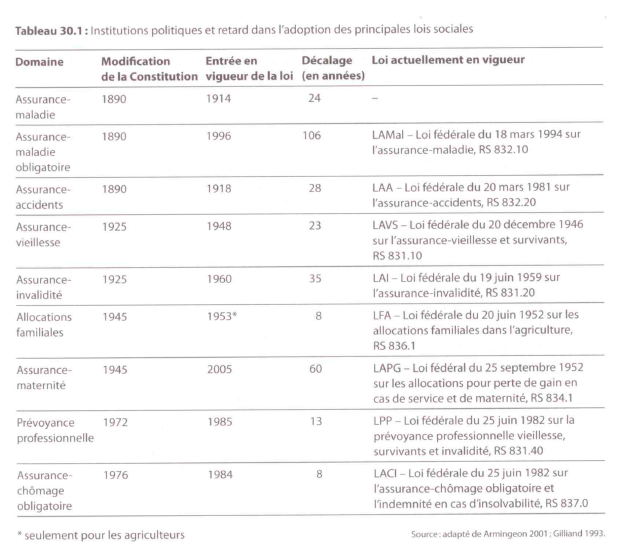 Tableau 30.1 : Institutions politiques et retard dans l'adoption des principales lois sociales
Domaine Modification Entrée en Décalage Loi actuellement en vigueur
de la Constitution vigueur de la loi (en années)
Assurance- 1890 1914 24 –
maladie
Assurance- 1890 1996 106 LAMal – Loi fédérale du 18 mars 1994 sur
maladie l'assurance-maladie, RS 832.10
obligatoire
Assurance- 1890 1918 28 LAA – Loi fédérale du 20 mars 1981 sur
accidents l'assurance-accidents, RS 832.20
Assurance- 1925 1948 23 LAVS – Loi fédérale du 20 décembre 1946
vieillesse sur l'assurance-vieillesse et survivants,
RS 831.10
Assurance- 1925 1960 35 LAI – Loi fédérale du 19 juin 1959 sur
invalidité l'assurance-invalidité, RS 831.20
Allocations 1945 1953* 8 LFA – Loi fédérale du 20 juin 1952 sur les
familiales allocations familiales dans l'agriculture,
RS 836.1
Assurance- 1945 2005 60 LAPG – Loi fédéral du 25 septembre 1952
maternité sur les allocations pour perte de gain en
cas de service et de maternité, RS 834.1
Prévoyance 1972 1985 13 LPP – Loi fédérale du 25 juin 1982 sur la
professionnelle prévoyance professionnelle vieillesse,
survivants et invalidité, RS 831.40
Assurance- 1976 1984 8 LACI – Loi fédérale du 25 juin 1982 sur
chômage l'assurance-chômage obligatoire et
obligatoire l'indemnité en cas d'insolvabilité, RS 837.0
* seulement pour les agriculteurs Source : adapté de Armingeon 2001 ; Gilliand 1993.